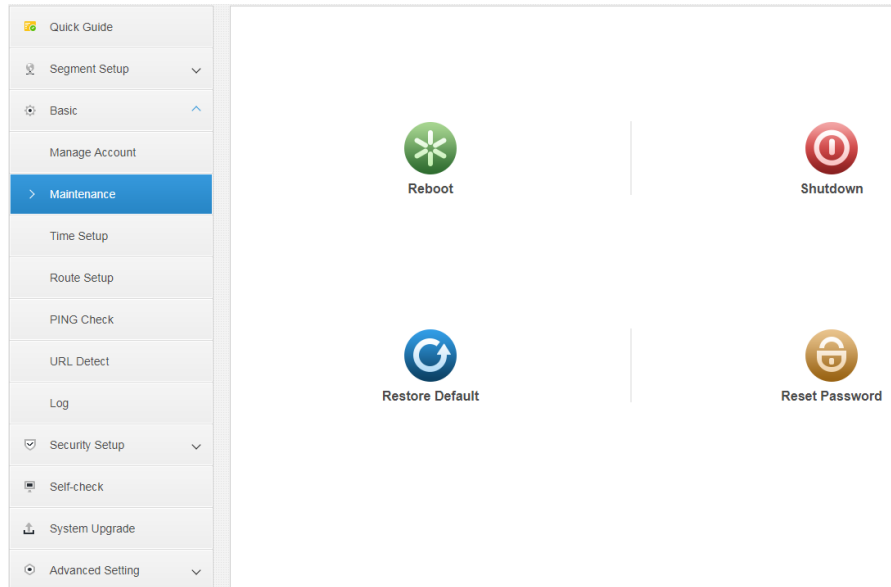 Quick Guide
Segment Setup
Basic
Manage Account
Maintenance
Time Setup
Route Setup
PING Check
URL Detect
Log
Security Setup
Self-check
System Upgrade
Advanced Setting
Reboot
Shutdown
Restore Default
Reset Password